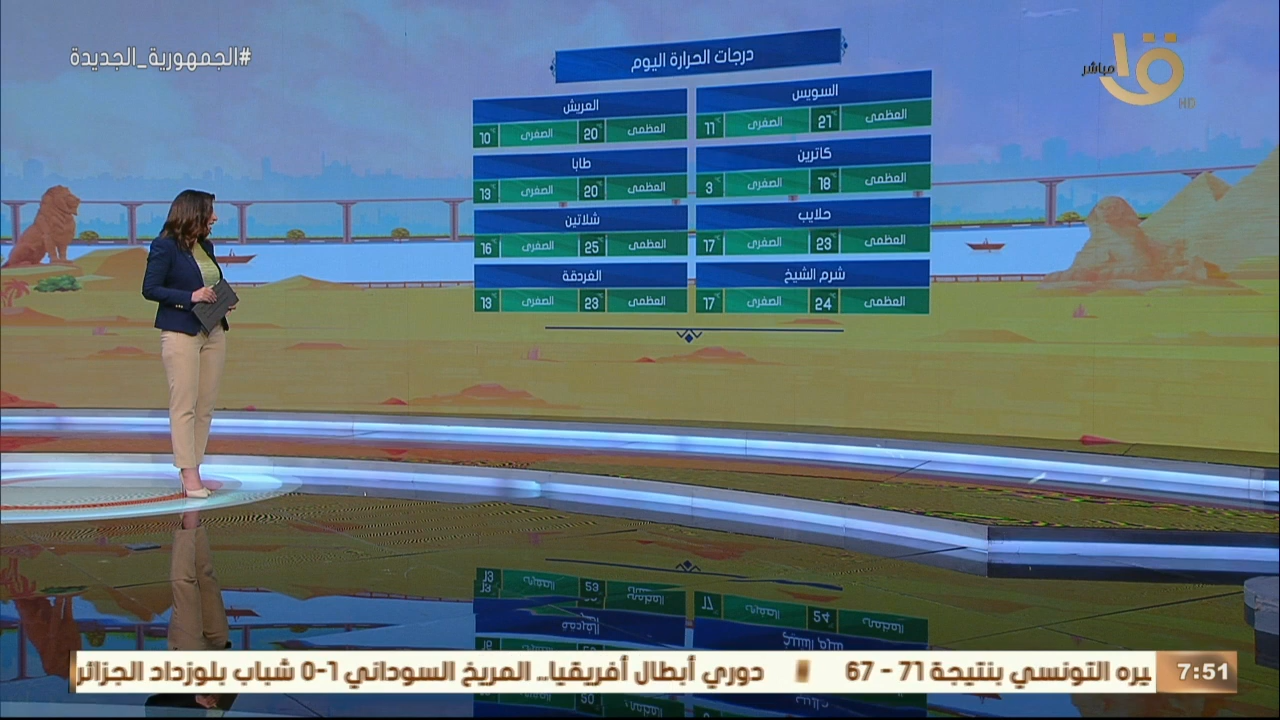 #الجمهورية_الجديدة
مباشر
HD
درجات الحرارة اليوم
السويس
العظمى 21 الصغرى 11
العريش
العظمى 20 الصغرى 10
كاترين
العظمى 18 الصغرى 3
طابا
العظمى 20 الصغرى 13
حلايب
العظمى 23 الصغرى 17
شلاتين
العظمى 25 الصغرى 16
شرم الشيخ
العظمى 24 الصغرى 17
الغردقة
العظمى 23 الصغرى 13
7:51
يره التونسي بنتيجة 71 - 67 دوري أبطال أفريقيا.. المريخ السوداني 1-0 شباب بلوزداد الجزائر